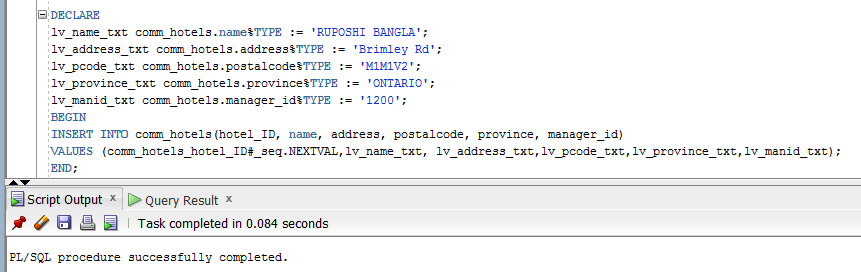 DECLARE
lv_name_txt comm_hotels.name%TYPE := 'RUPOSHI BANGLA';
lv_address_txt comm_hotels.address%TYPE := 'Brimley Rd';
lv_pcode_txt comm_hotels.postalcode%TYPE := 'M1M1V2';
lv_province_txt comm_hotels.province%TYPE := 'ONTARIO';
lv_manid_txt comm_hotels.manager_id%TYPE := '1200';
BEGIN
INSERT INTO comm_hotels(hotel_ID, name, address, postalcode, province, manager_id)
VALUES (comm_hotels_hotel_ID#_seq.NEXTVAL,lv_name_txt, lv_address_txt,lv_pcode_txt,lv_province_txt,lv_manid_txt);
END;
Script Output x Query Result x
Task completed in 0.084 seconds
PL/SQL procedure successfully completed.